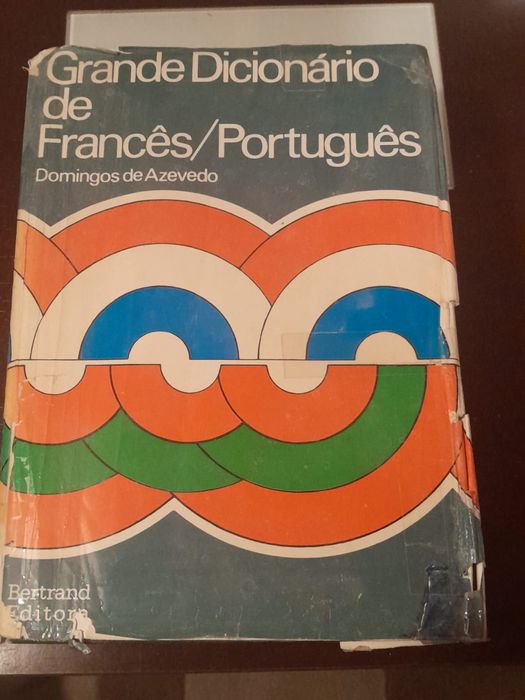 Grande Dicionário
de
Francês/Português
Domingos de Azevedo
Bertrand
Editora